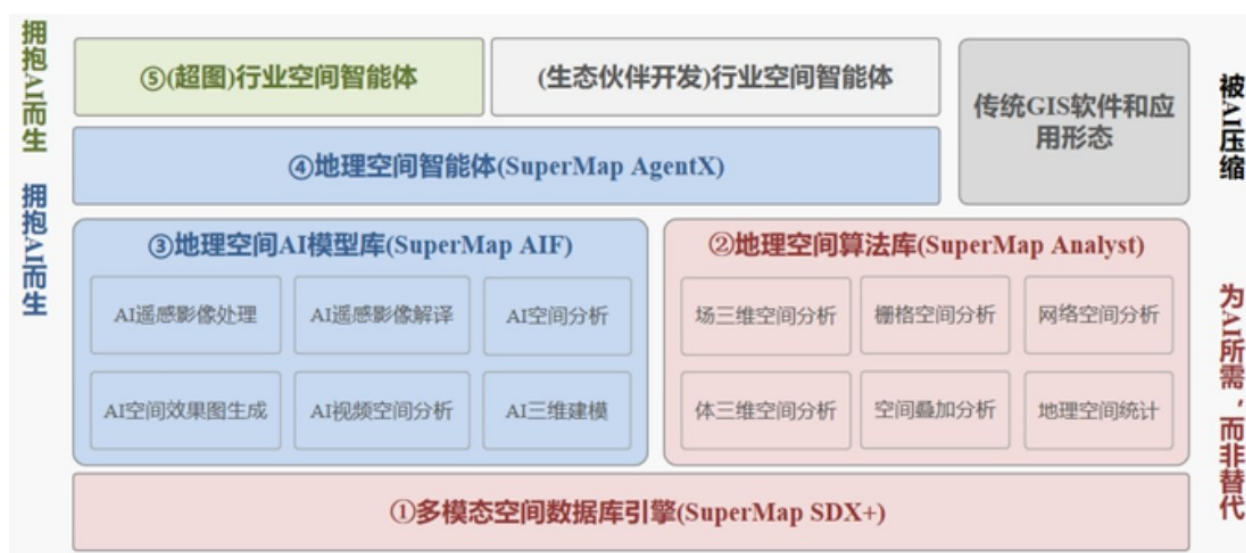 拥抱AI而生
⑤(超图)行业空间智能体
(生态伙伴开发)行业空间智能体
传统GIS软件和应
用形态
被AI压缩
④地理空间智能体(SuperMap AgentX)
拥抱AI而生
③地理空间AI模型库(SuperMap AIF)
AI遥感影像处理
AI遥感影像解译
AI空间分析
AI空间效果图生成
AI视频空间分析
AI三维建模
②地理空间算法库(SuperMap Analyst)
场三维空间分析
栅格空间分析
网络空间分析
体三维空间分析
空间叠加分析
地理空间统计
为AI所需,而非替代
①多模态空间数据库引擎(SuperMap SDX+)